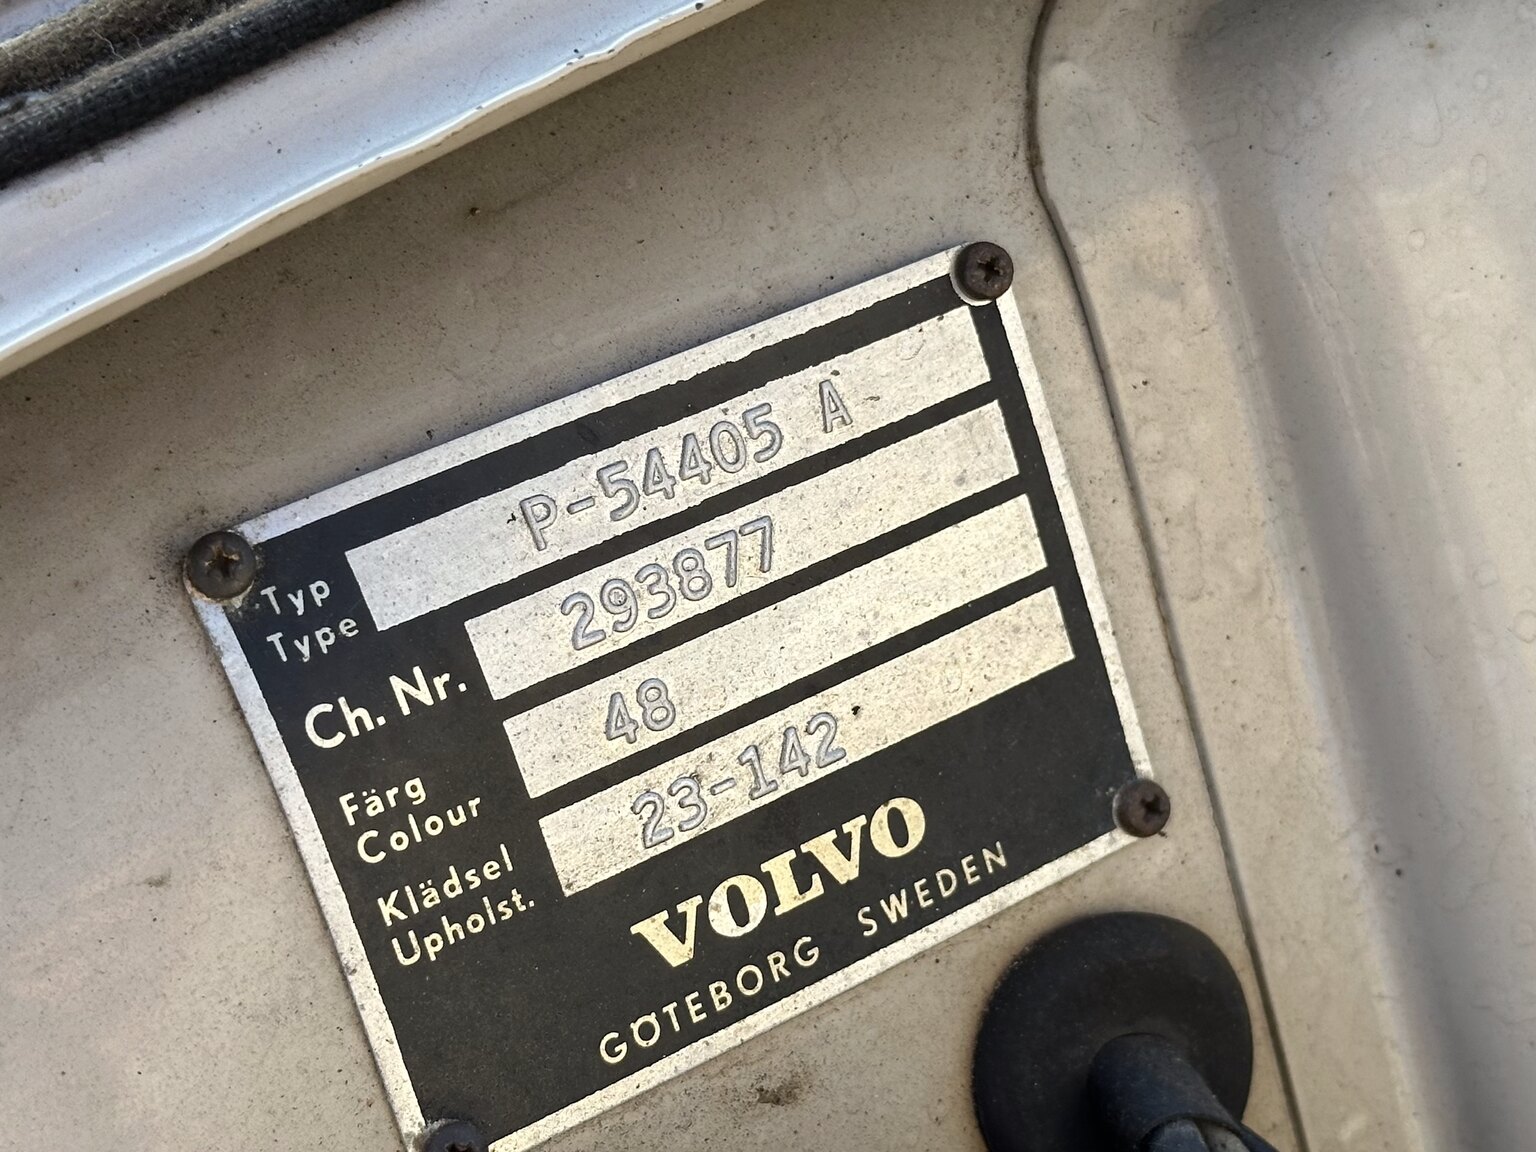 Typ
Type
P-54405 A
Ch. Nr.
293877
Färg
Colour
48
Klädsel
Upholst.
23-142
VOLVO
GÖTEBORG SWEDEN